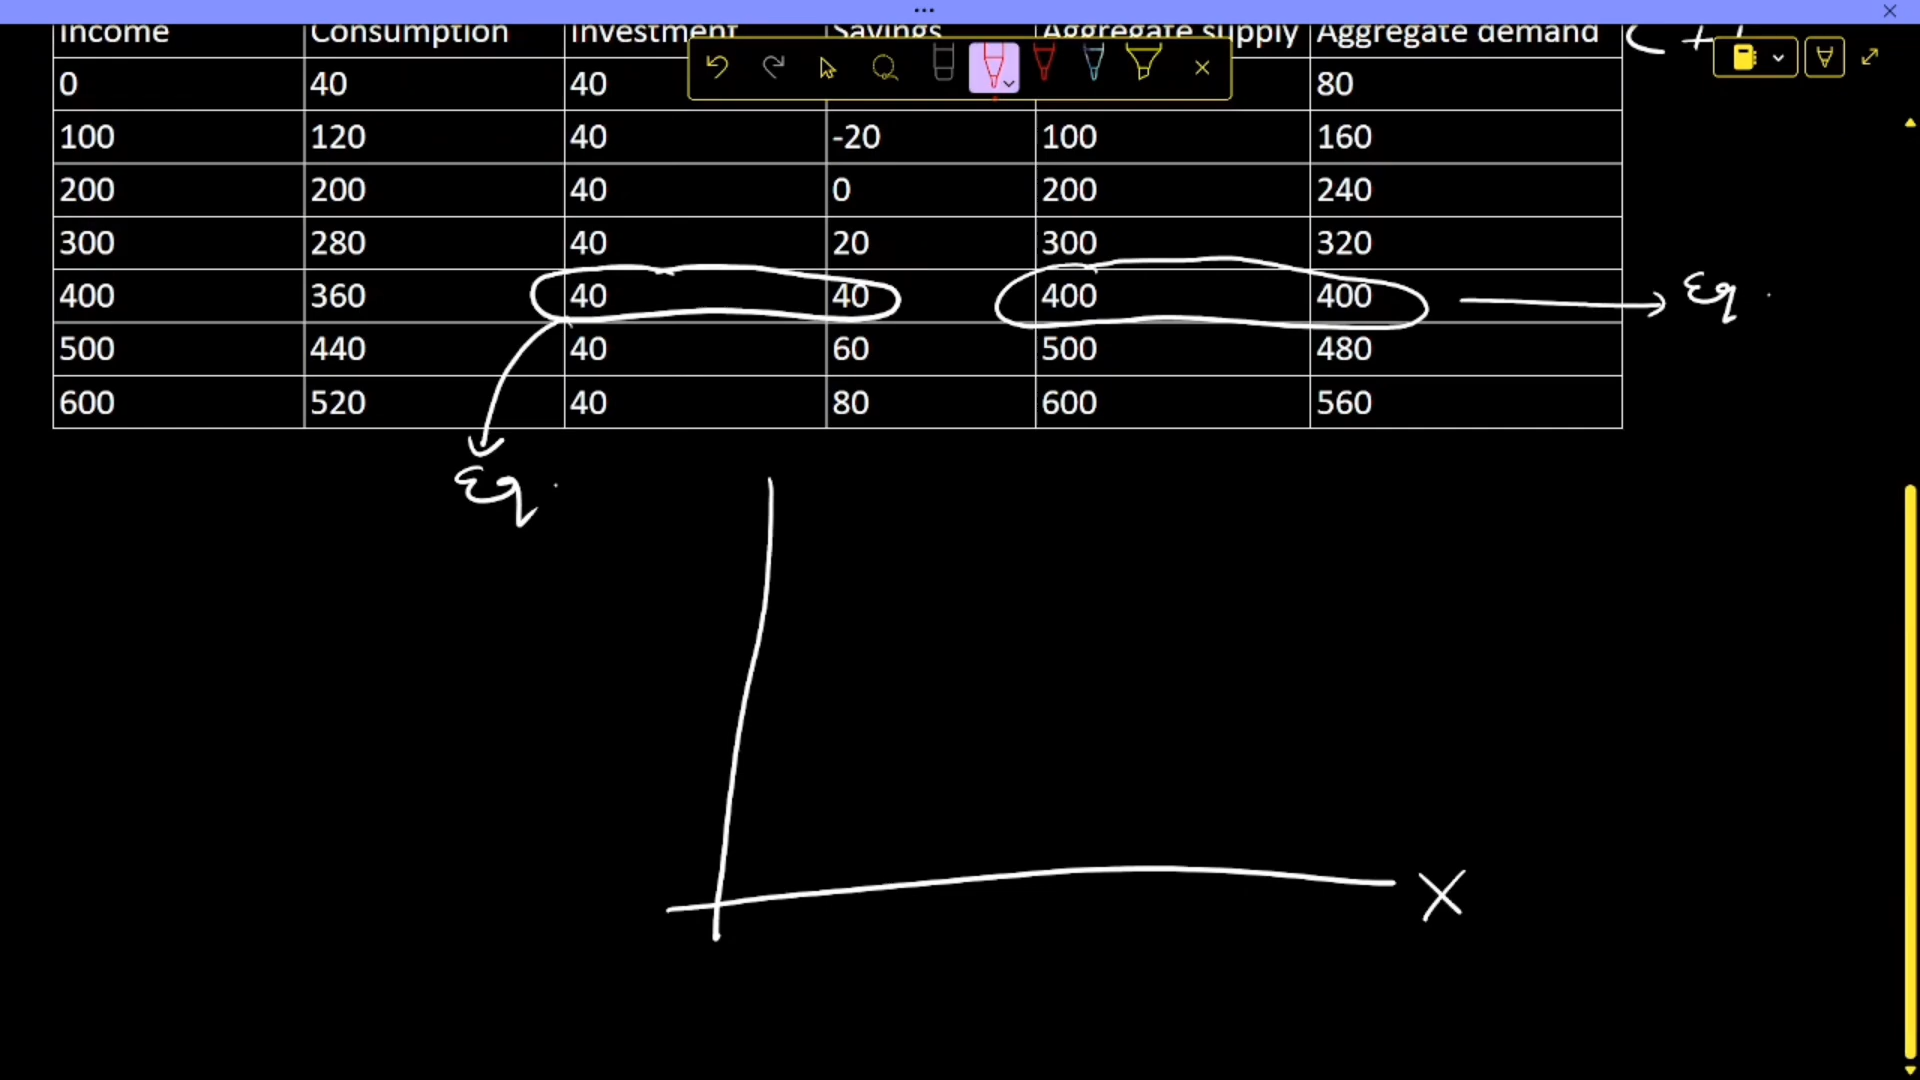 Income Consumption Investment Savings Aggregate supply Aggregate demand C+I
0 40 40 80
100 120 40 -20 100 160
200 200 40 0 200 240
300 280 40 20 300 320
400 360 40 40 400 400 Eq.
500 440 40 60 500 480
600 520 40 80 600 560
Eq.
X